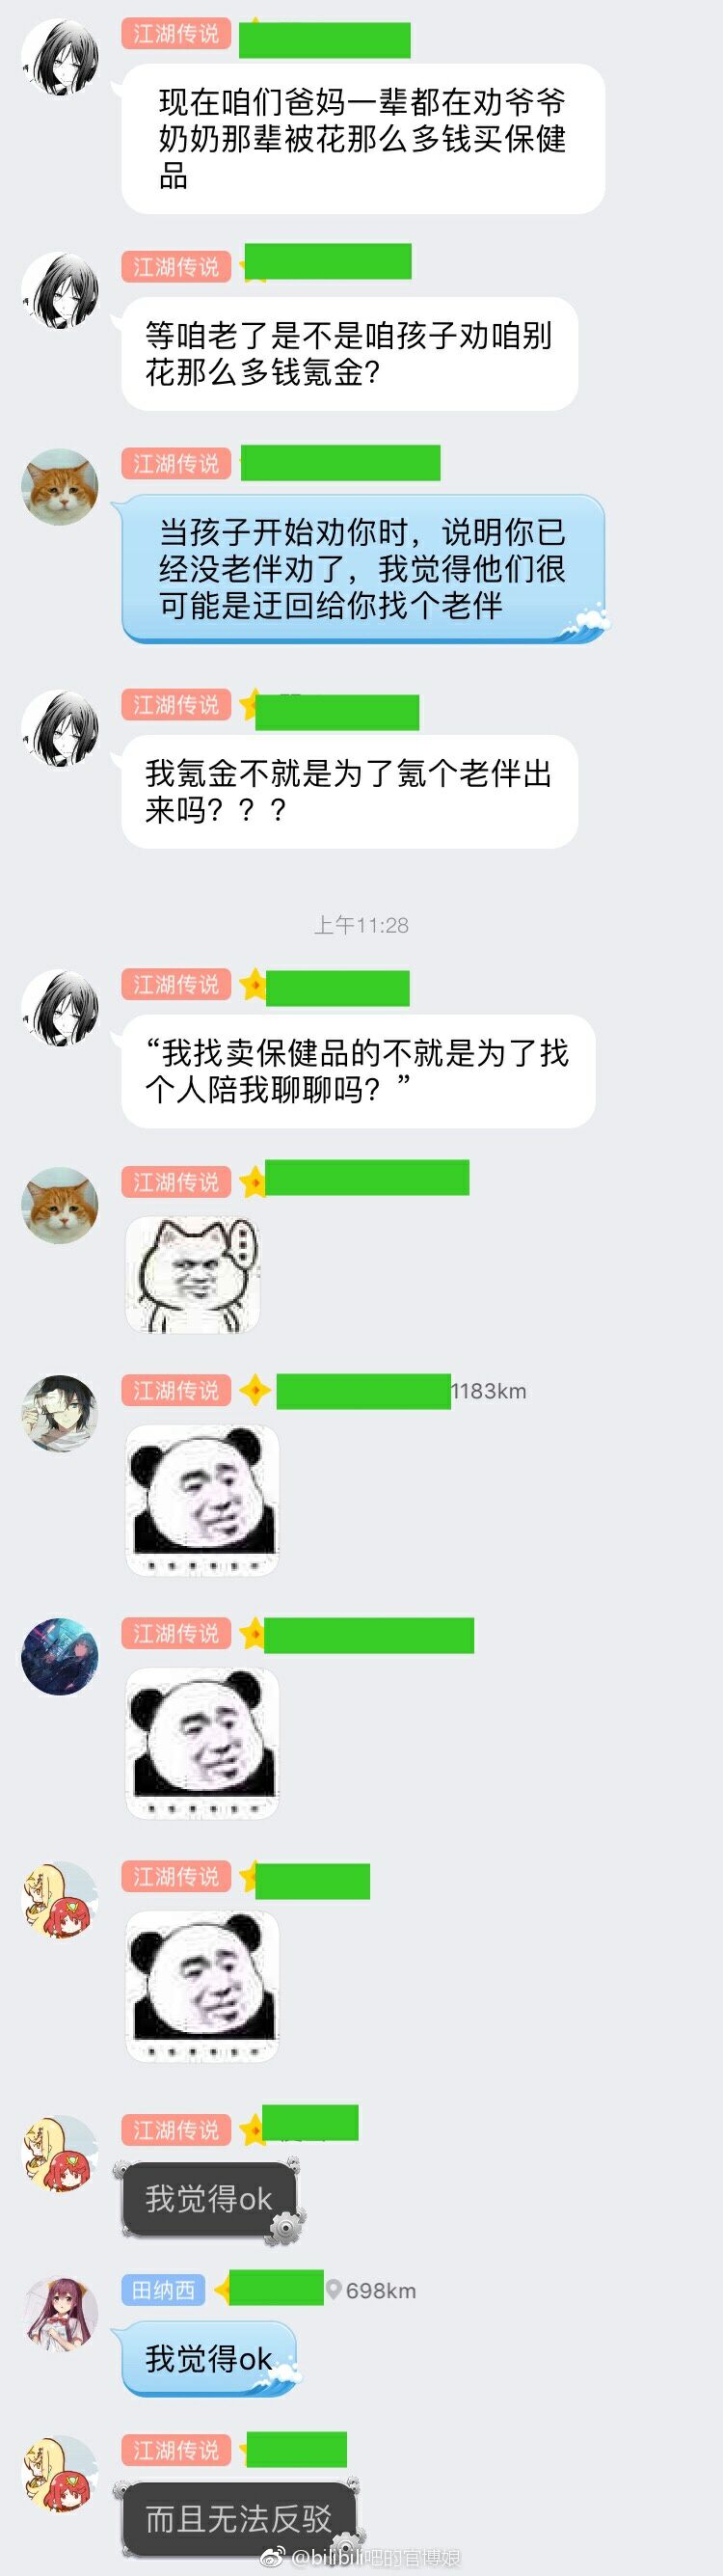 江湖传说
现在咱们爸妈一辈都在劝爷爷
奶奶那辈被花那么多钱买保健
品
江湖传说
等咱老了是不是咱孩子劝咱别
花那么多钱氪金?
江湖传说
当孩子开始劝你时，说明你已
经没老伴劝了，我觉得他们很
可能是迂回给你找个老伴
江湖传说
我氪金不就是为了氪个老伴出
来吗？？？
上午11:28
江湖传说
“我找卖保健品的不就是为了找
个人陪我聊聊吗？”
江湖传说
江湖传说 1183km
江湖传说
江湖传说
江湖传说
我觉得ok
田纳西 698km
我觉得ok
江湖传说
而且无法反驳
@bilibili吧的官博娘